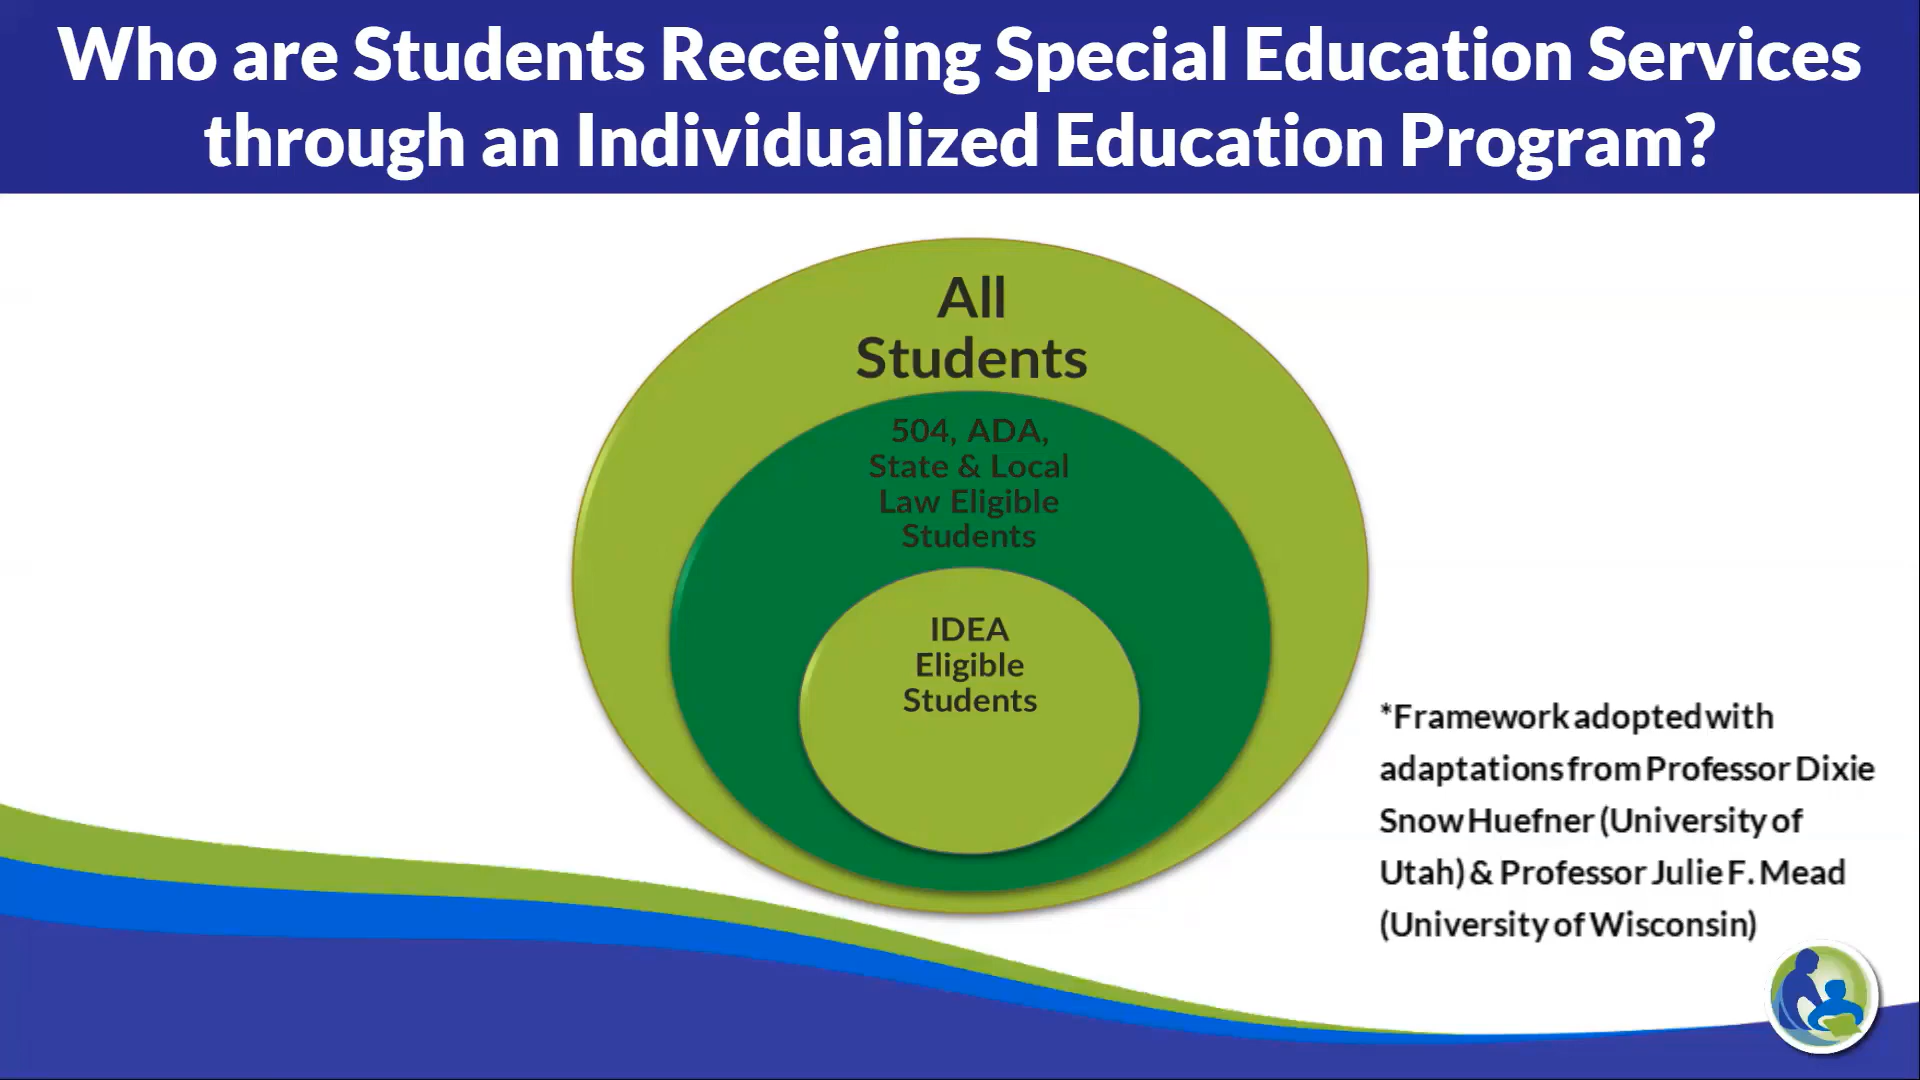 Who are Students Receiving Special Education Services
through an Individualized Education Program?
All
Students
504, ADA,
State & Local
Law Eligible
Students
IDEA
Eligible
Students
*Framework adopted with
adaptations from Professor Dixie
Snow Huefner (University of
Utah) & Professor Julie F. Mead
(University of Wisconsin)